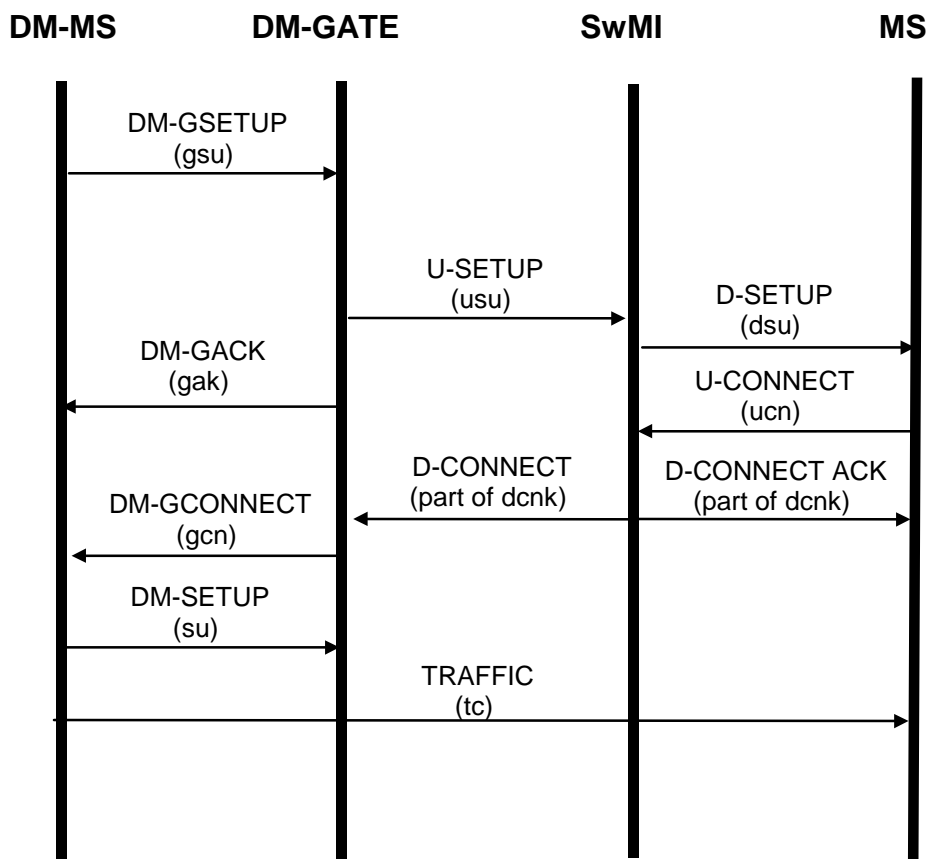 DM-MS DM-GATE SwMI MS
DM-GSETUP
(gsu)
U-SETUP
(usu)
D-SETUP
(dsu)
DM-GACK
(gak)
U-CONNECT
(ucn)
D-CONNECT
(part of dcnk)
D-CONNECT ACK
(part of dcnk)
DM-GCONNECT
(gcn)
DM-SETUP
(su)
TRAFFIC
(tc)